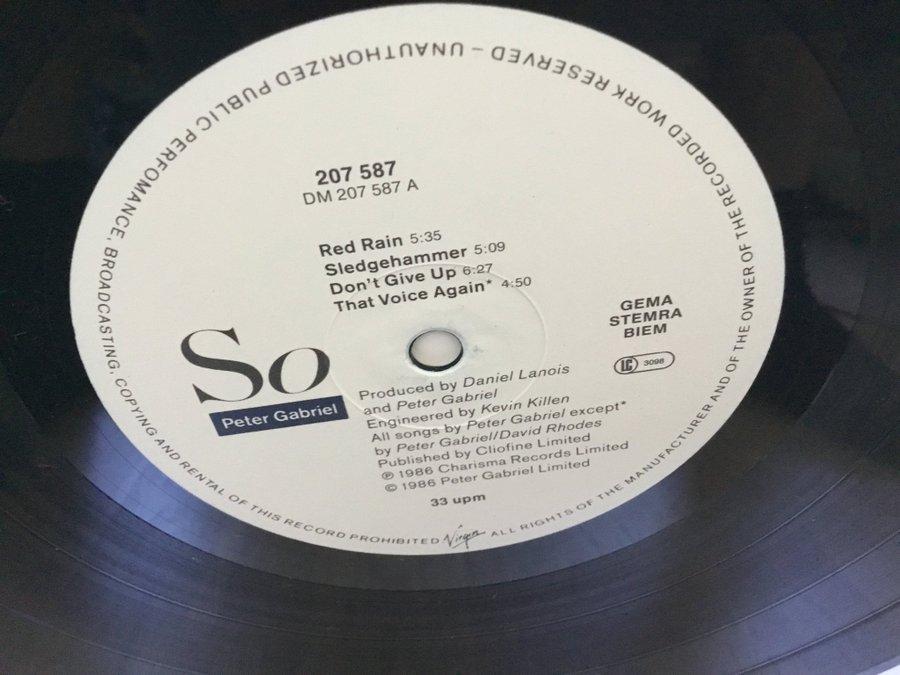 207 587
DM 207 587 A
Red Rain 5:35
Sledgehammer 5:09
Don't Give Up 6:27
That Voice Again* 4:50
GEMA
STEMRA
BIEM
LC 3098
So
Peter Gabriel
Produced by Daniel Lanois
and Peter Gabriel
Engineered by Kevin Killen
All songs by Peter Gabriel except*
by Peter Gabriel/David Rhodes
Published by Cliofine Limited
℗ 1986 Charisma Records Limited
© 1986 Peter Gabriel Limited
33 upm
Virgin
ALL RIGHTS OF THE MANUFACTURER AND OF THE OWNER OF THE RECORDED WORK RESERVED – UNAUTHORIZED PUBLIC PERFOMANCE, BROADCASTING, COPYING AND RENTAL OF THIS RECORD PROHIBITED